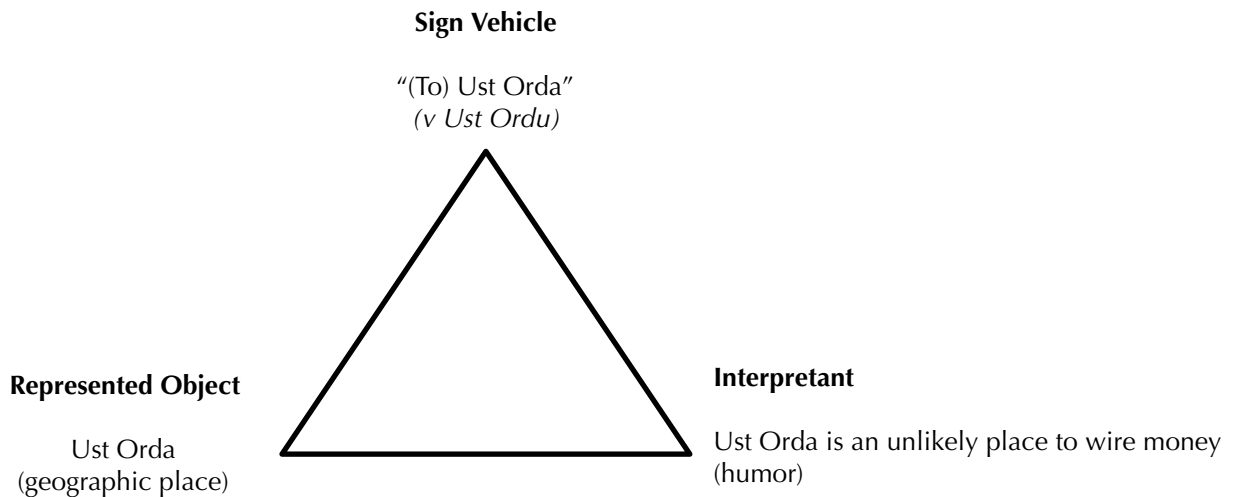 Sign Vehicle
“(To) Ust Orda”
(v Ust Ordu)
Represented Object
Ust Orda
(geographic place)
Interpretant
Ust Orda is an unlikely place to wire money
(humor)